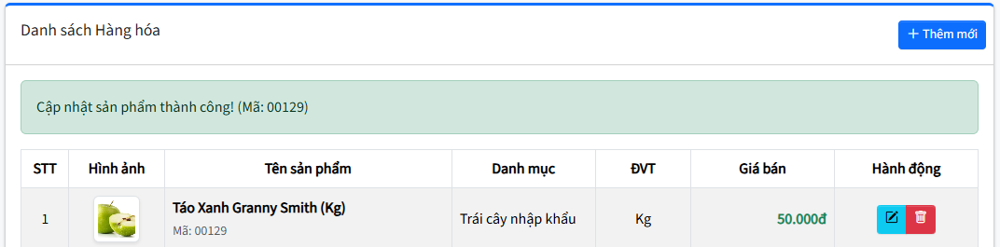 Danh sách Hàng hóa
+ Thêm mới
Cập nhật sản phẩm thành công! (Mã: 00129)
STT Hình ảnh Tên sản phẩm Danh mục ĐVT Giá bán Hành động
1 Táo Xanh Granny Smith (Kg) Trái cây nhập khẩu Kg 50.000đ
Mã: 00129